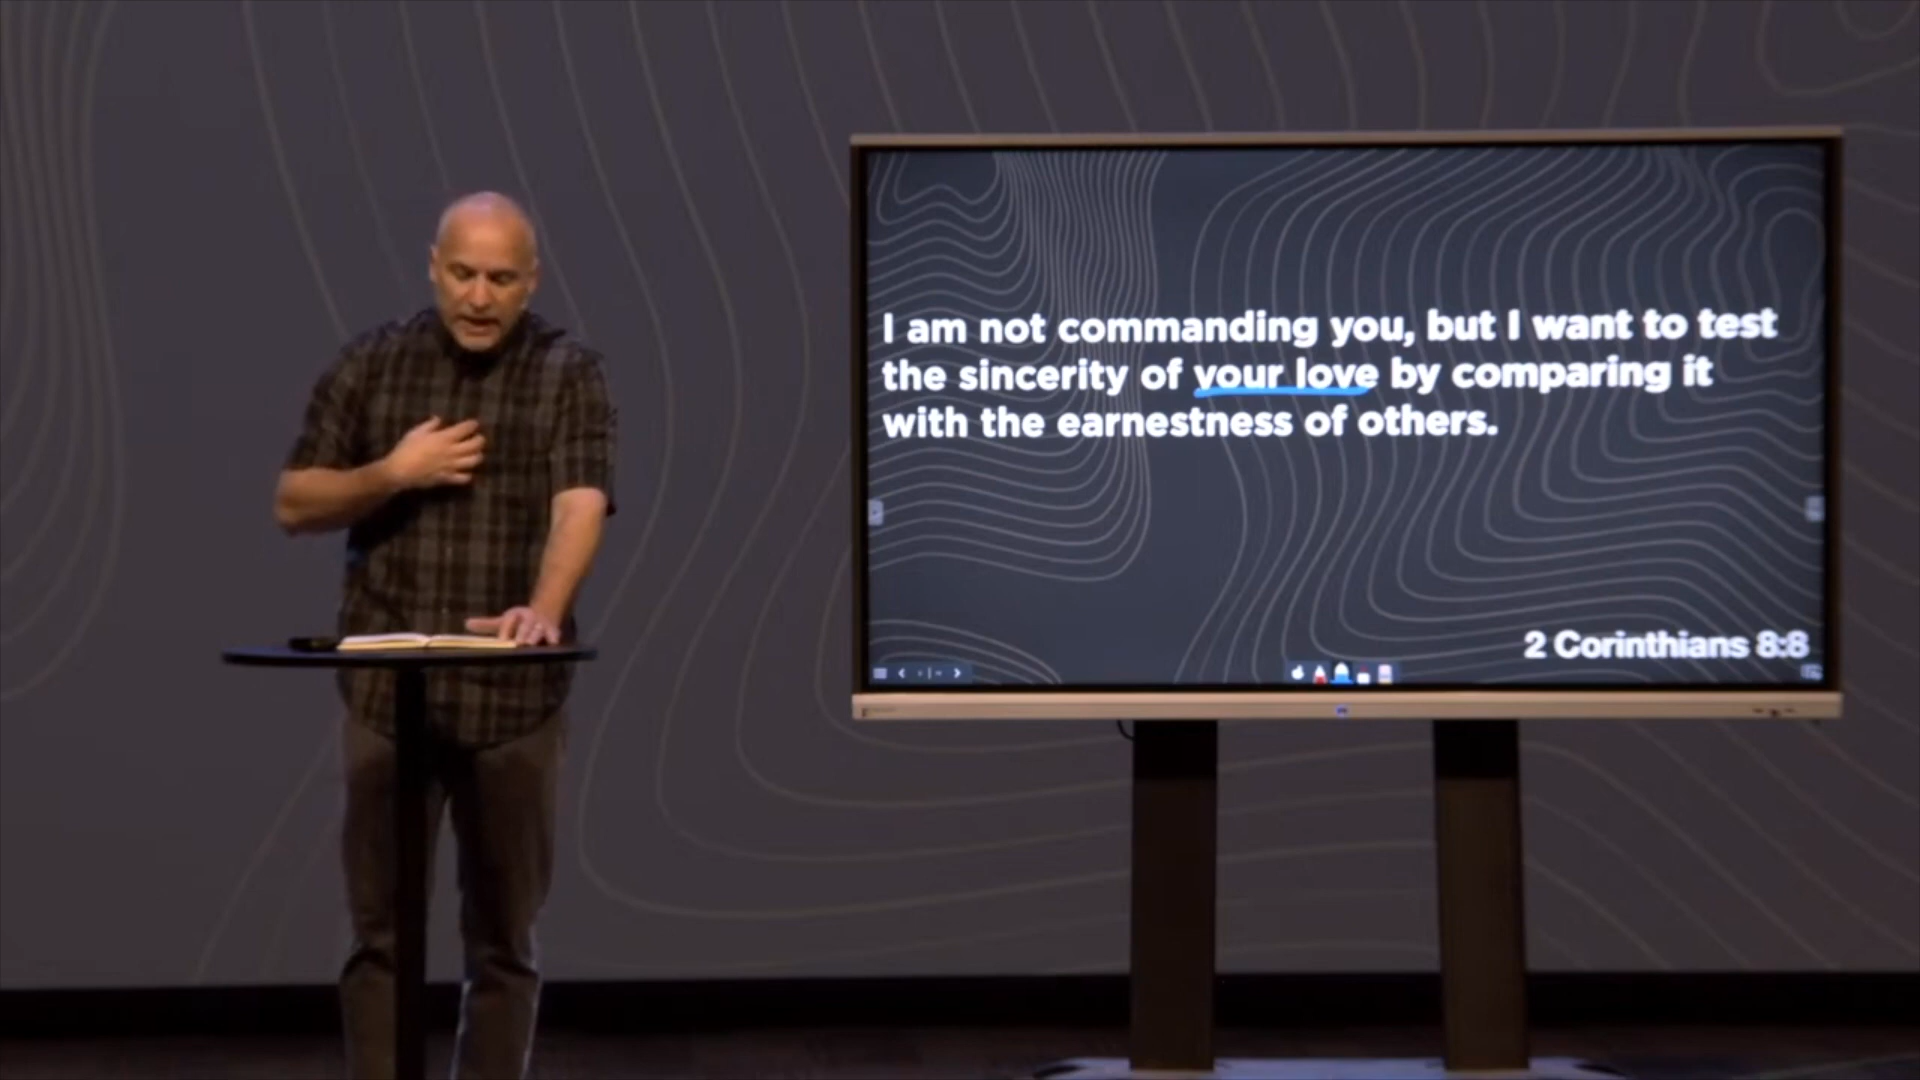 I am not commanding you, but I want to test
the sincerity of your love by comparing it
with the earnestness of others.
2 Corinthians 8:8